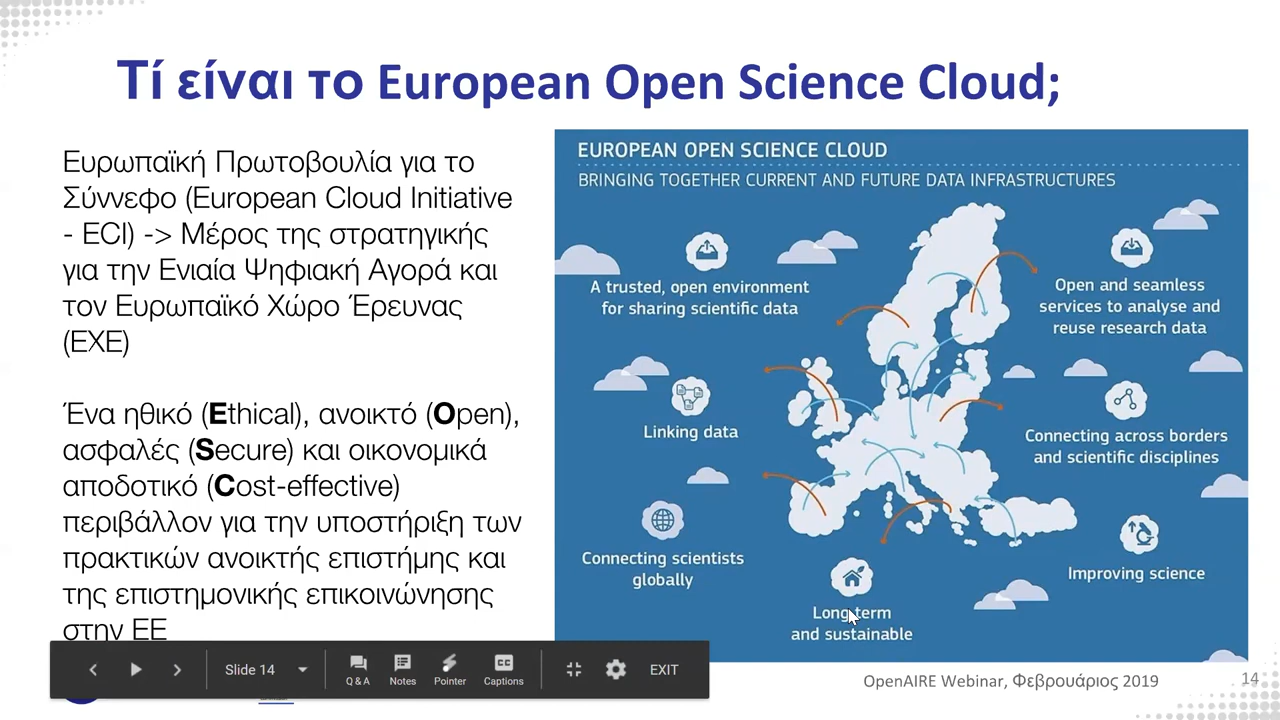 Τί είναι το European Open Science Cloud;
Ευρωπαϊκή Πρωτοβουλία για το
Σύννεφο (European Cloud Initiative
- ECI) -> Μέρος της στρατηγικής
για την Ενιαία Ψηφιακή Αγορά και
τον Ευρωπαϊκό Χώρο Έρευνας
(ΕΧΕ)
Ένα ηθικό (Ethical), ανοικτό (Open),
ασφαλές (Secure) και οικονομικά
αποδοτικό (Cost-effective)
περιβάλλον για την υποστήριξη των
πρακτικών ανοικτής επιστήμης και
της επιστημονικής επικοινώνησης
στην ΕΕ
EUROPEAN OPEN SCIENCE CLOUD
BRINGING TOGETHER CURRENT AND FUTURE DATA INFRASTRUCTURES
A trusted, open environment
for sharing scientific data
Open and seamless
services to analyse and
reuse research data
Linking data
Connecting across borders
and scientific disciplines
Connecting scientists
globally
Improving science
Long term
and sustainable
Slide 14
Q & A
Notes
Pointer
Captions
EXIT
OpenAIRE Webinar, Φεβρουάριος 2019
14